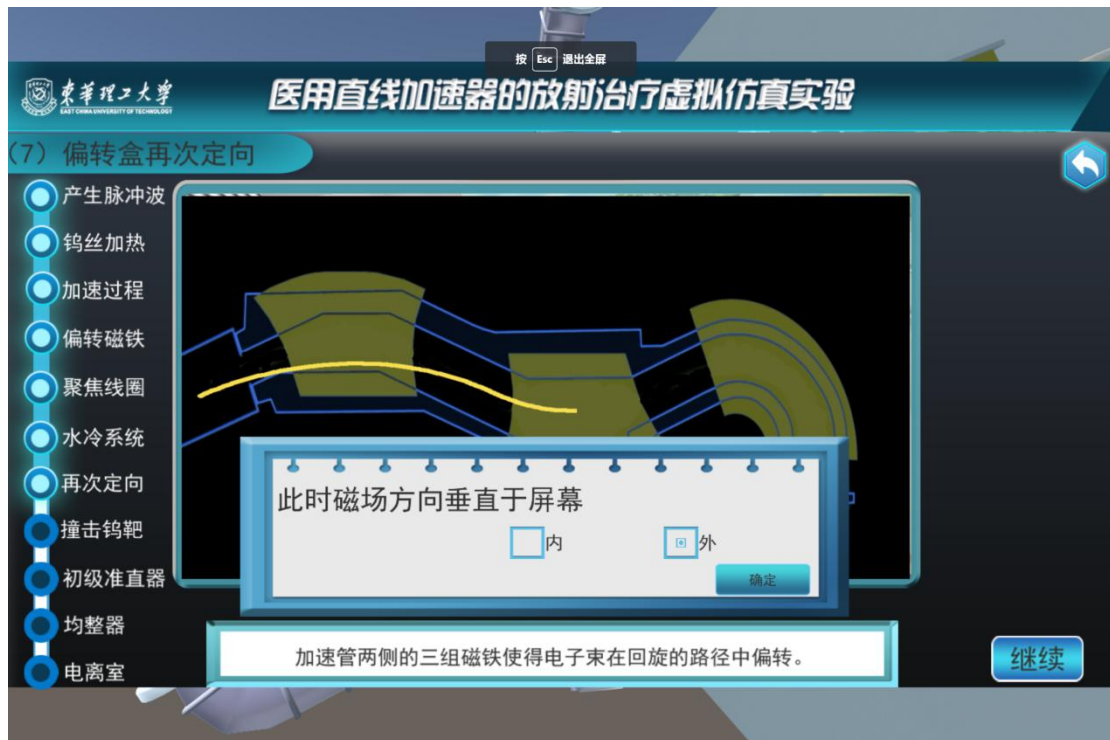 按 Esc 退出全屏
東華理工大學
EAST CHINA UNIVERSITY OF TECHNOLOGY
医用直线加速器的放射治疗虚拟仿真实验
(7) 偏转盒再次定向
产生脉冲波
钨丝加热
加速过程
偏转磁铁
聚焦线圈
水冷系统
再次定向
撞击钨靶
初级准直器
均整器
电离室
此时磁场方向垂直于屏幕
内 外
确定
加速管两侧的三组磁铁使得电子束在回旋的路径中偏转。
继续